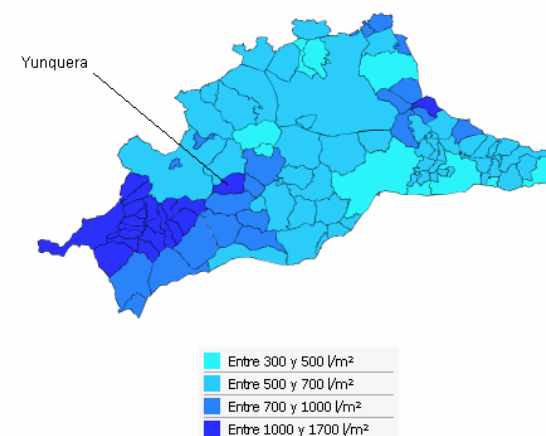 Yunquera
Entre 300 y 500 l/m²
Entre 500 y 700 l/m²
Entre 700 y 1000 l/m²
Entre 1000 y 1700 l/m²